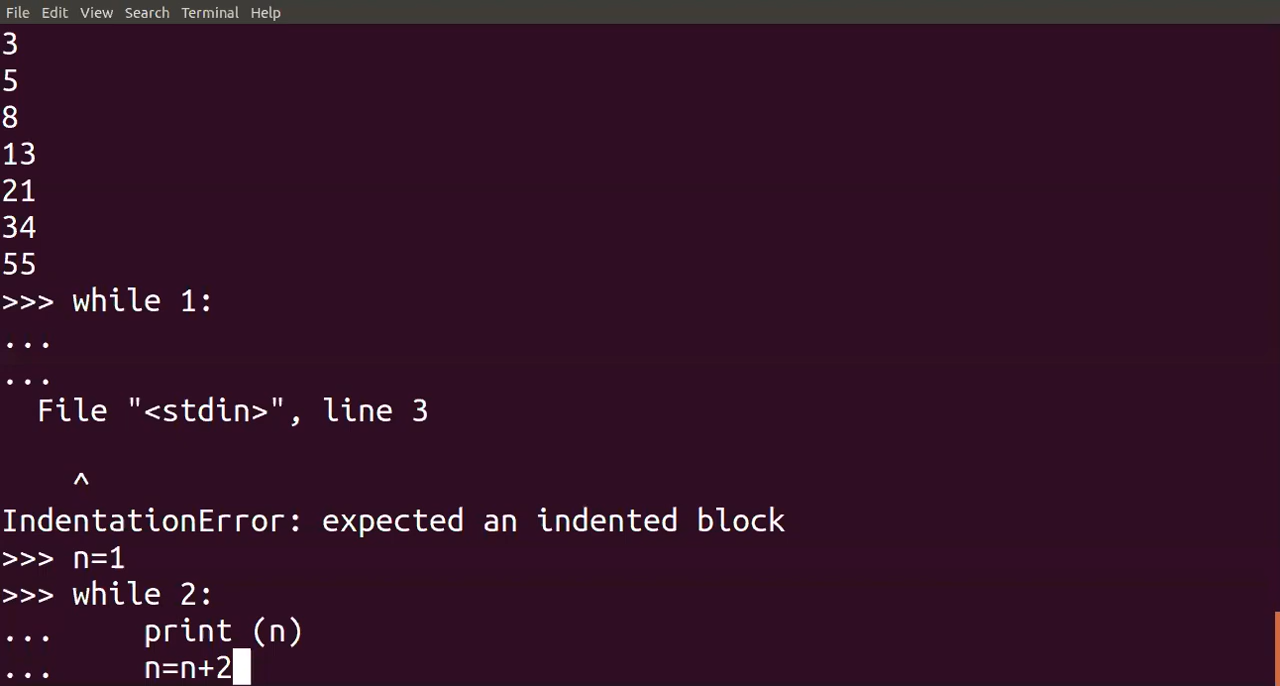 File Edit View Search Terminal Help
3
5
8
13
21
34
55
>>> while 1:
...
...
  File "<stdin>", line 3

    ^
IndentationError: expected an indented block
>>> n=1
>>> while 2:
...     print (n)
...     n=n+2